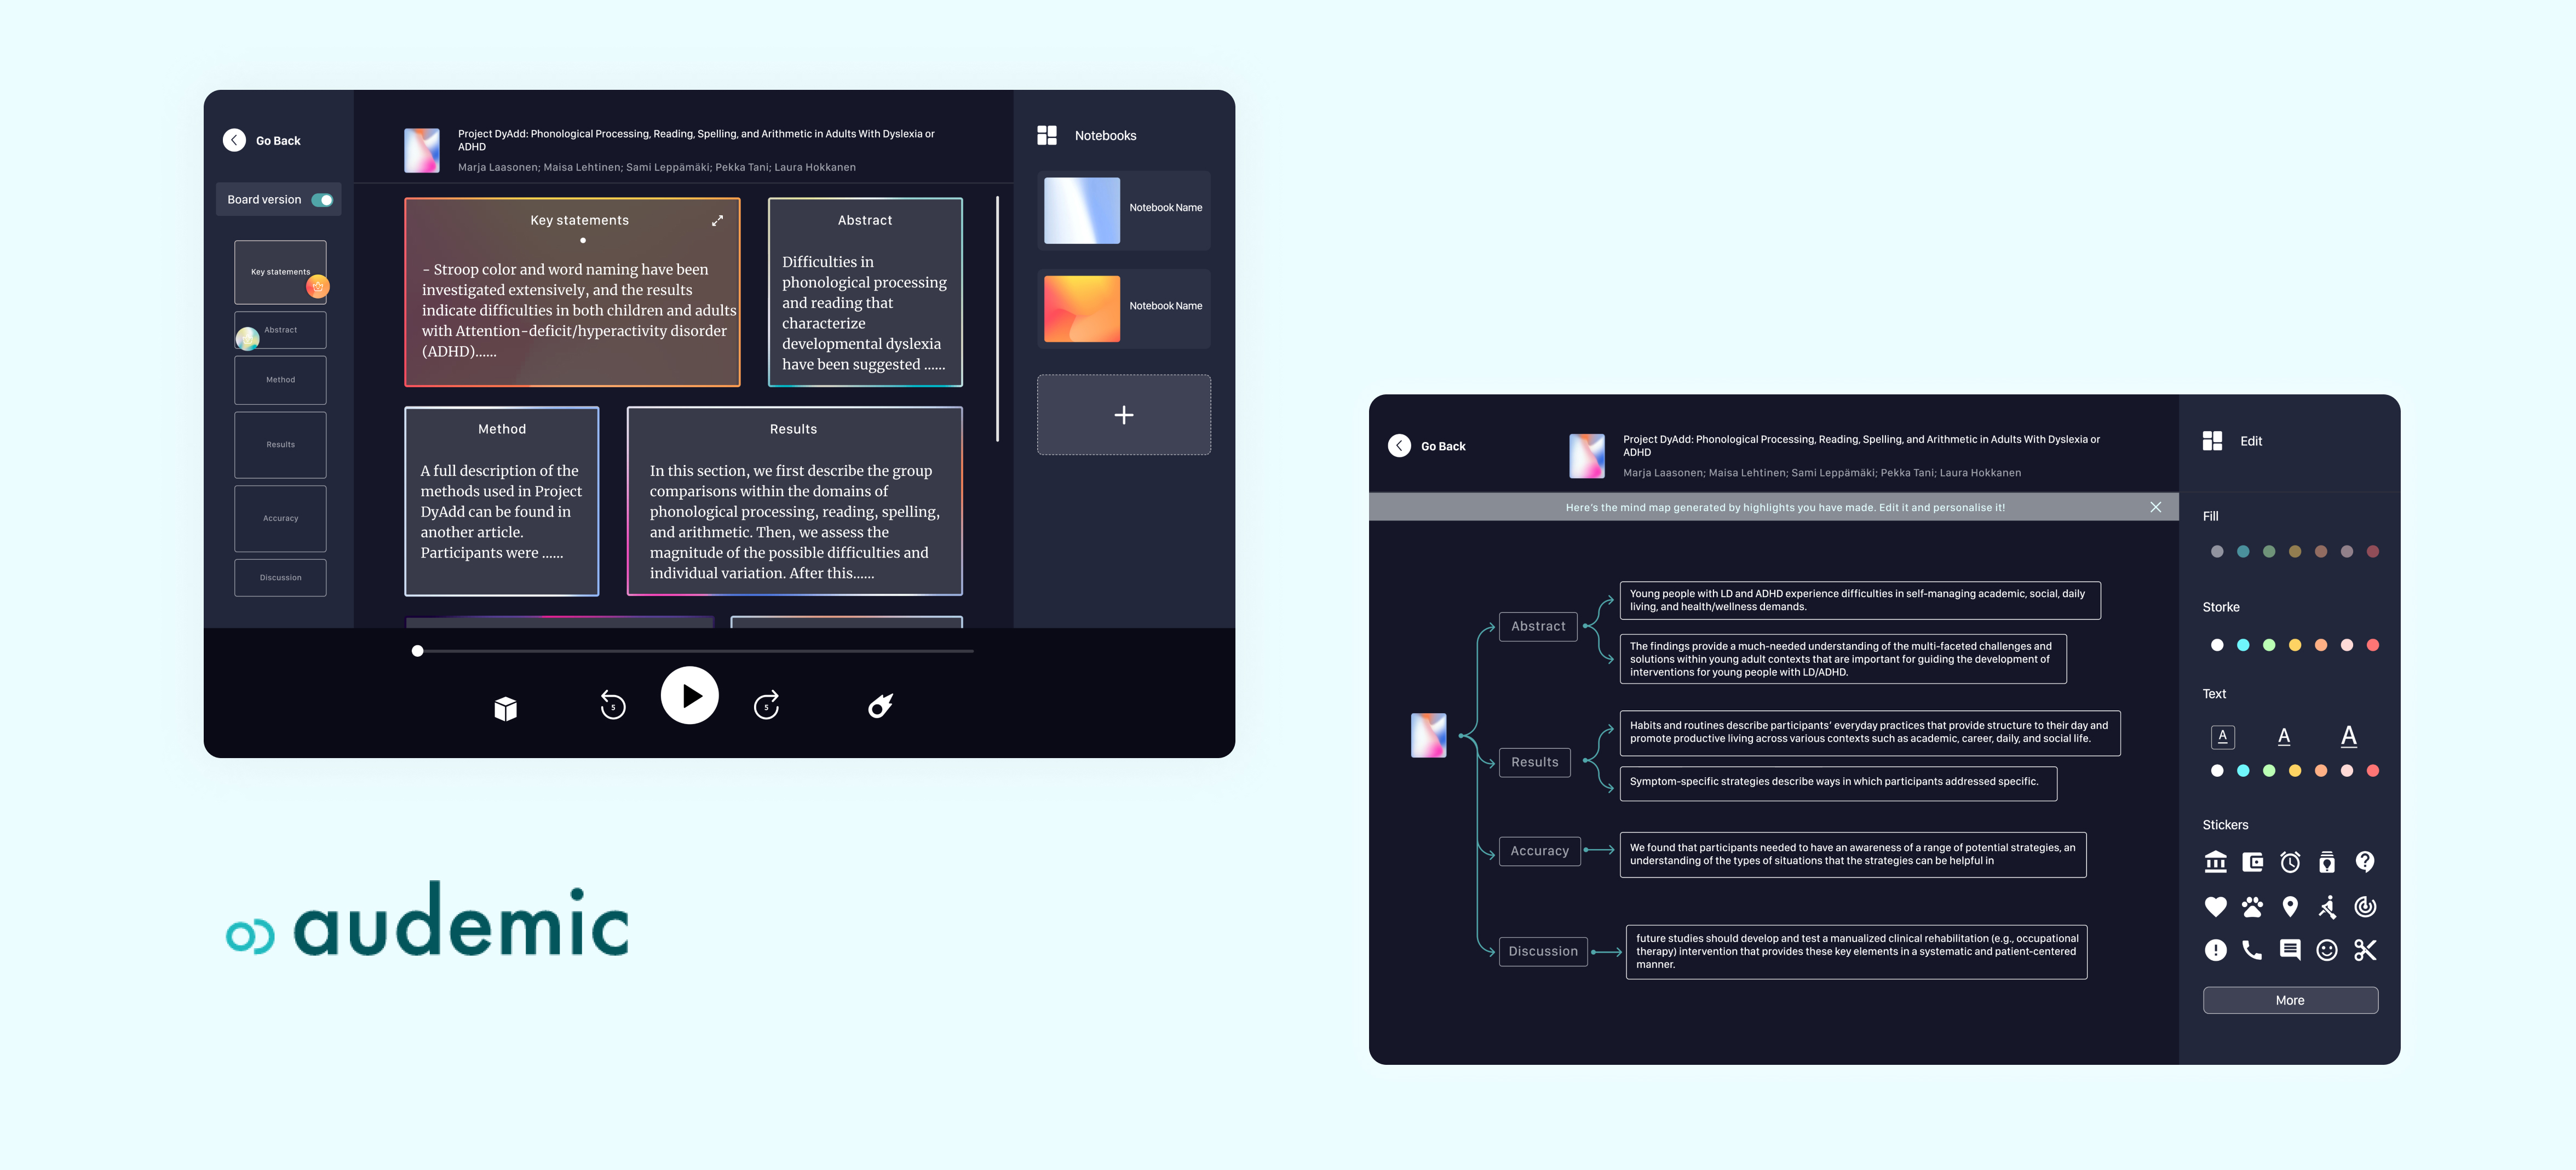 Go Back
Board version
Key statements
Abstract
Method
Results
Accuracy
Discussion
Project DyAdd: Phonological Processing, Reading, Spelling, and Arithmetic in Adults With Dyslexia or
ADHD
Marja Laasonen; Maisa Lehtinen; Sami Leppämäki; Pekka Tani; Laura Hokkanen
Key statements
- Stroop color and word naming have been
investigated extensively, and the results
indicate difficulties in both children and adults
with Attention-deficit/hyperactivity disorder
(ADHD)......
Abstract
Difficulties in
phonological processing
and reading that
characterize
developmental dyslexia
have been suggested ......
Method
A full description of the
methods used in Project
DyAdd can be found in
another article.
Participants were ......
Results
In this section, we first describe the group
comparisons within the domains of
phonological processing, reading, spelling,
and arithmetic. Then, we assess the
magnitude of the possible difficulties and
individual variation. After this......
Notebooks
Notebook Name
Notebook Name
5
5
audemic
Go Back
Project DyAdd: Phonological Processing, Reading, Spelling, and Arithmetic in Adults With Dyslexia or
ADHD
Marja Laasonen; Maisa Lehtinen; Sami Leppämäki; Pekka Tani; Laura Hokkanen
Here's the mind map generated by highlights you have made. Edit it and personalise it!
Abstract
Young people with LD and ADHD experience difficulties in self-managing academic, social, daily
living, and health/wellness demands.
The findings provide a much-needed understanding of the multi-faceted challenges and
solutions within young adult contexts that are important for guiding the development of
interventions for young people with LD/ADHD.
Results
Habits and routines describe participants' everyday practices that provide structure to their day and
promote productive living across various contexts such as academic, career, daily, and social life.
Symptom-specific strategies describe ways in which participants addressed specific.
Accuracy
We found that participants needed to have an awareness of a range of potential strategies, an
understanding of the types of situations that the strategies can be helpful in
Discussion
future studies should develop and test a manualized clinical rehabilitation (e.g., occupational
therapy) intervention that provides these key elements in a systematic and patient-centered
manner.
Edit
Fill
Storke
Text
A A A
Stickers
More